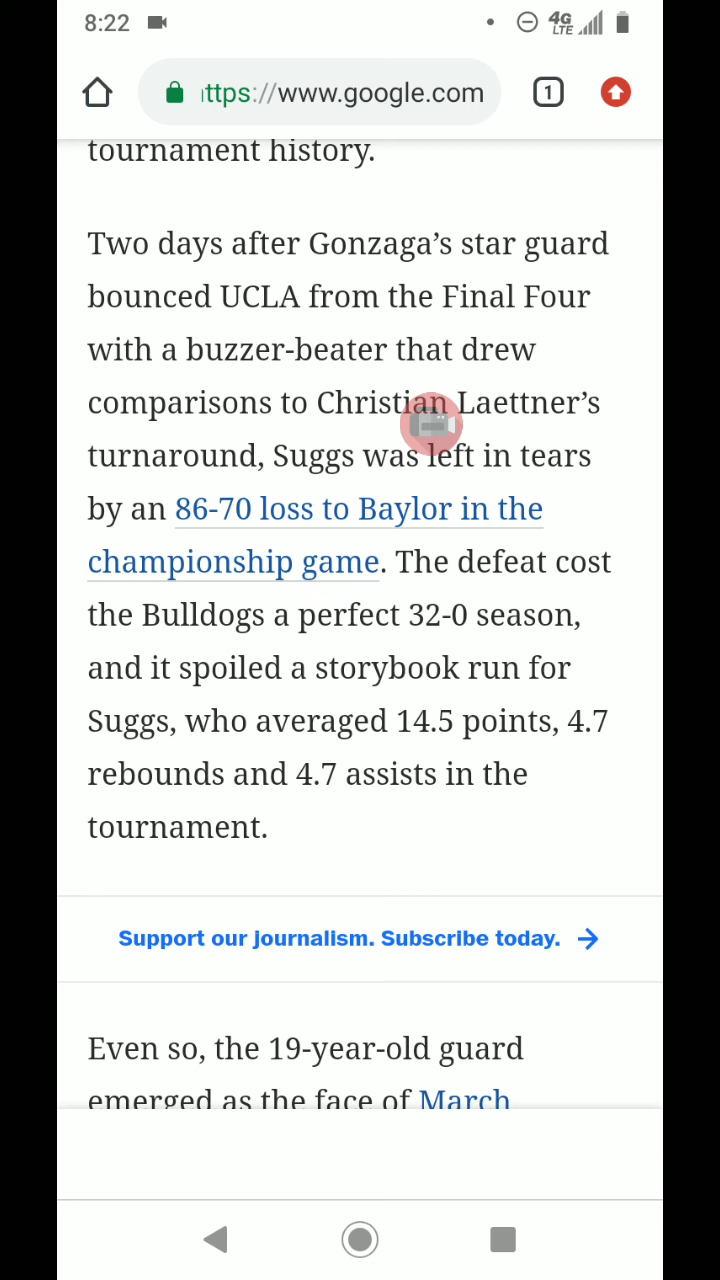 8:22
4G
LTE
ttps://www.google.com
1
tournament history.
Two days after Gonzaga’s star guard
bounced UCLA from the Final Four
with a buzzer-beater that drew
comparisons to Christian Laettner’s
turnaround, Suggs was left in tears
by an 86-70 loss to Baylor in the
championship game. The defeat cost
the Bulldogs a perfect 32-0 season,
and it spoiled a storybook run for
Suggs, who averaged 14.5 points, 4.7
rebounds and 4.7 assists in the
tournament.
Support our journalism. Subscribe today.
Even so, the 19-year-old guard
emerged as the face of March